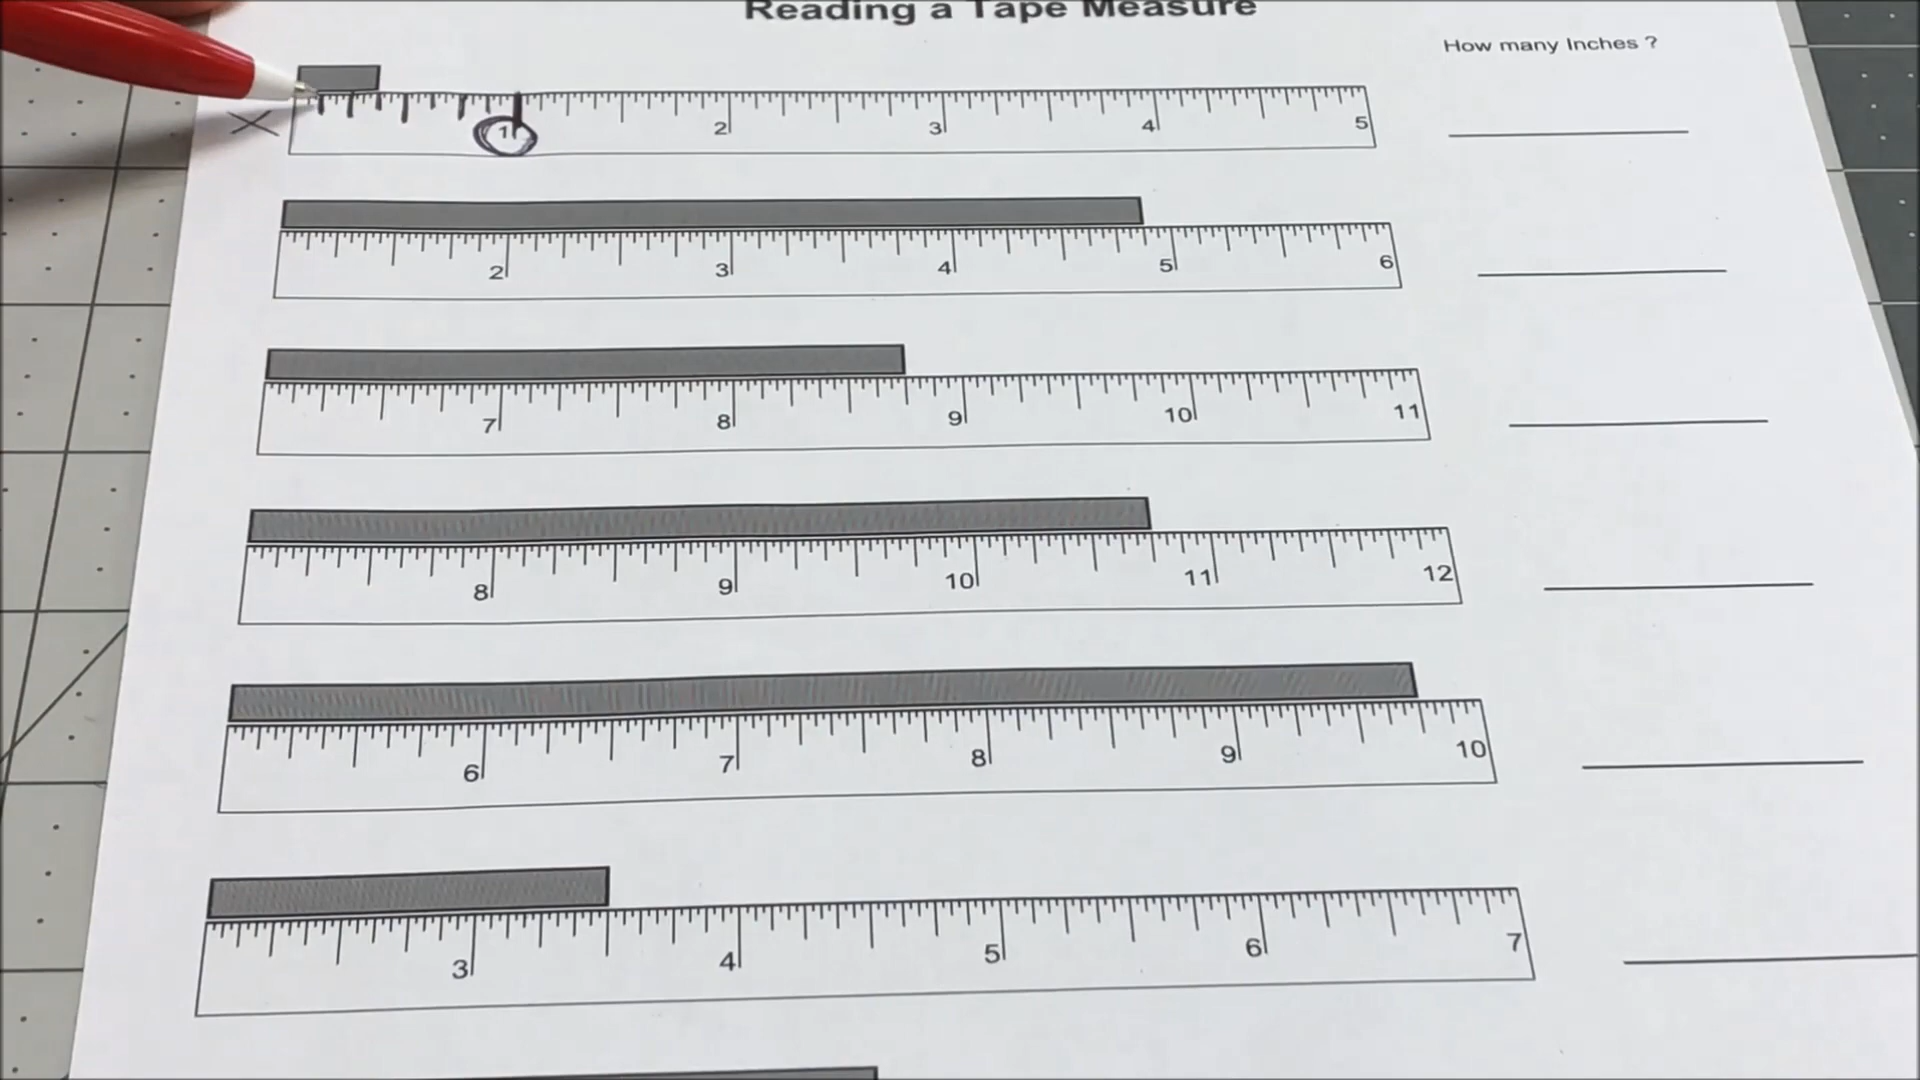 Reading a Tape Measure
How many Inches ?
1 2 3 4 5
2 3 4 5 6
7 8 9 10 11
8 9 10 11 12
6 7 8 9 10
3 4 5 6 7